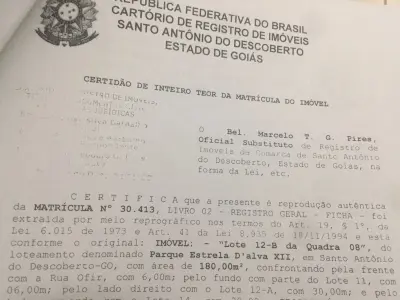 REPÚBLICA FEDERATIVA DO BRASIL
CARTÓRIO DE REGISTRO DE IMÓVEIS
SANTO ANTÔNIO DO DESCOBERTO
ESTADO DE GOIÁS
CERTIDÃO DE INTEIRO TEOR DA MATRÍCULA DO IMÓVEL
O Bel. Marcelo T. G. Pires,
Oficial Substituto de Registro de
Imóveis da Comarca de Santo Antônio
do Descoberto, Estado de Goiás, na
forma da Lei, etc.
C E R T I F I C A que a presente é reprodução autêntica
da MATRÍCULA Nº 30.413, LIVRO 02 - REGISTRO GERAL - FICHA - foi
extraída por meio reprográfico nos termos do Art. 19, § 1º, da
Lei 6.015 de 1973 e Art. 41 da Lei 8.935 de 18/11/1994 e está
conforme o original: IMÓVEL: - "Lote 12-B da Quadra 08", do
loteamento denominado Parque Estrela D'alva XII, em Santo Antônio
do Descoberto-GO, com área de 180,00m², confrontando pela frente
com a Rua Ofir, com 6,00m; pelo fundo com parte do Lote 11, com
06,00m; pelo lado direito com o Lote 12-A, com 30,00m; e